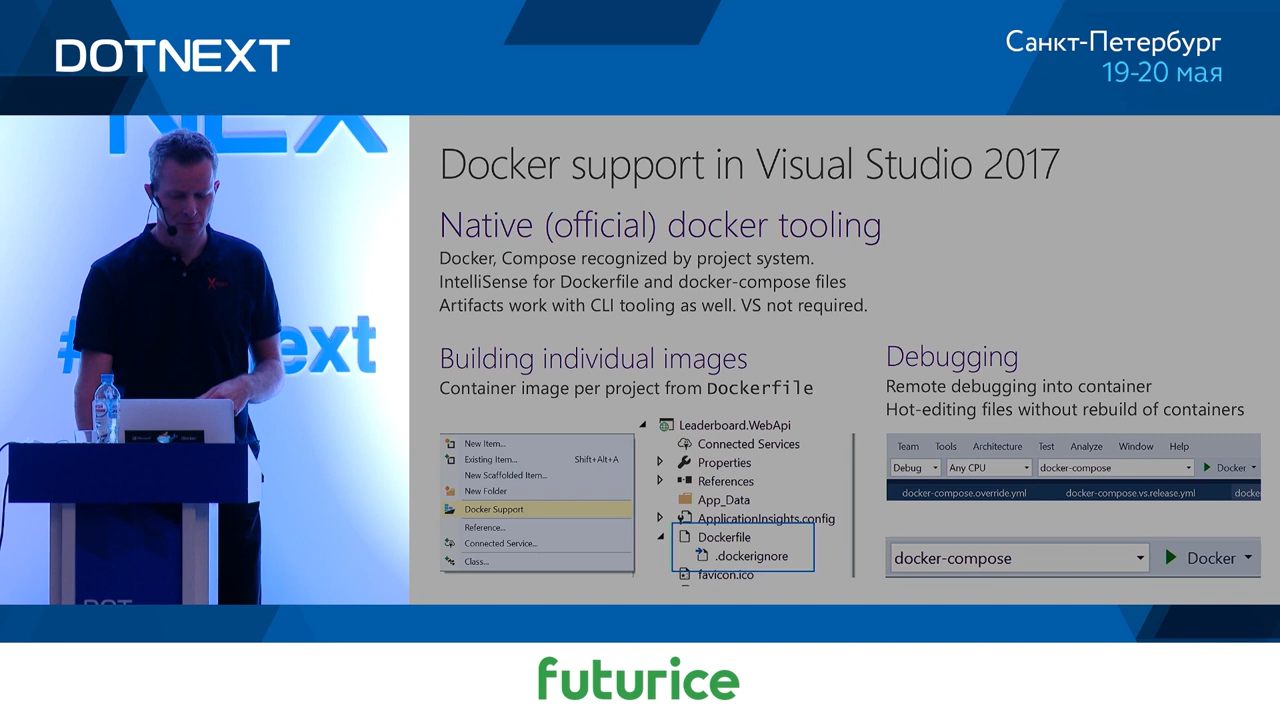 DOTNEXT
Санкт-Петербург
19-20 мая
NEX
#
ext
DOT
Docker support in Visual Studio 2017
Native (official) docker tooling
Docker, Compose recognized by project system.
IntelliSense for Dockerfile and docker-compose files
Artifacts work with CLI tooling as well. VS not required.
Building individual images
Container image per project from Dockerfile
New Item...
Existing Item... Shift+Alt+A
New Scaffolded Item...
New Folder
Docker Support
Reference...
Connected Service...
Class...
Leaderboard.WebApi
Connected Services
Properties
References
App_Data
ApplicationInsights.config
Dockerfile
.dockerignore
favicon.ico
Debugging
Remote debugging into container
Hot-editing files without rebuild of containers
Team Tools Architecture Test Analyze Window Help
Debug Any CPU docker-compose Docker
docker-compose.override.yml docker-compose.vs.release.yml docke
docker-compose Docker
futurice